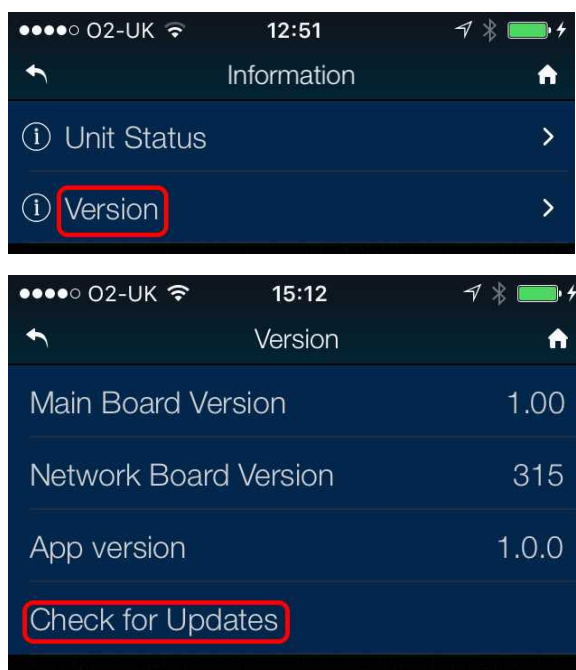 ●●●●○ O2-UK 12:51
Information
Unit Status
Version
●●●●○ O2-UK 15:12
Version
Main Board Version 1.00
Network Board Version 315
App version 1.0.0
Check for Updates